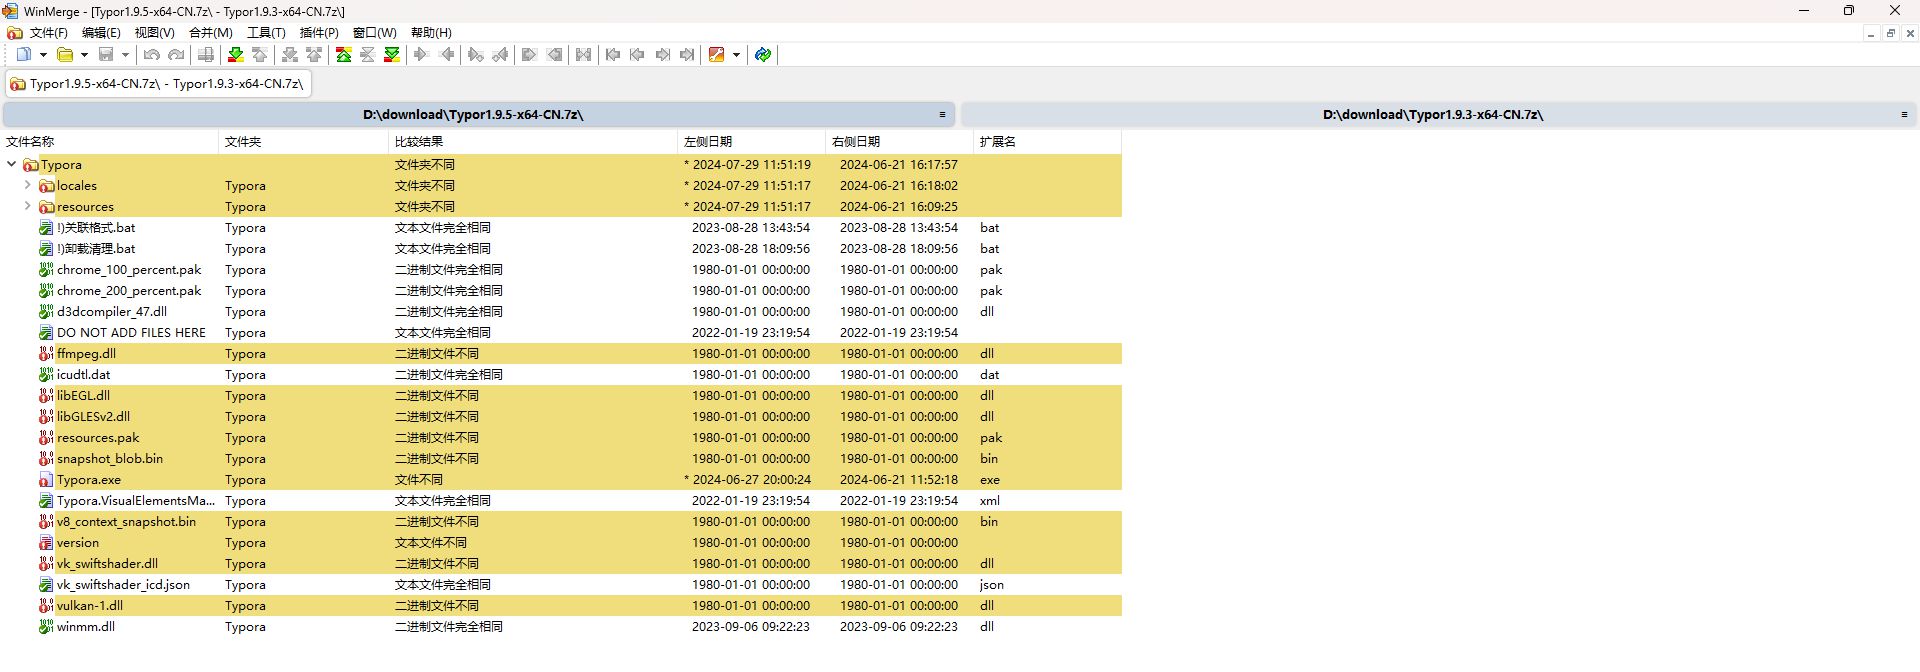 WinMerge - [Typor1.9.5-x64-CN.7z\ - Typor1.9.3-x64-CN.7z\]
文件(F) 编辑(E) 视图(V) 合并(M) 工具(T) 插件(P) 窗口(W) 帮助(H)
Typor1.9.5-x64-CN.7z\ - Typor1.9.3-x64-CN.7z\
D:\download\Typor1.9.5-x64-CN.7z\ D:\download\Typor1.9.3-x64-CN.7z\
文件名称 文件夹 比较结果 左侧日期 右侧日期 扩展名
Typora 文件夹不同 * 2024-07-29 11:51:19 2024-06-21 16:17:57
locales Typora 文件夹不同 * 2024-07-29 11:51:17 2024-06-21 16:18:02
resources Typora 文件夹不同 * 2024-07-29 11:51:17 2024-06-21 16:09:25
!)关联格式.bat Typora 文本文件完全相同 2023-08-28 13:43:54 2023-08-28 13:43:54 bat
!)卸载清理.bat Typora 文本文件完全相同 2023-08-28 18:09:56 2023-08-28 18:09:56 bat
chrome_100_percent.pak Typora 二进制文件完全相同 1980-01-01 00:00:00 1980-01-01 00:00:00 pak
chrome_200_percent.pak Typora 二进制文件完全相同 1980-01-01 00:00:00 1980-01-01 00:00:00 pak
d3dcompiler_47.dll Typora 二进制文件完全相同 1980-01-01 00:00:00 1980-01-01 00:00:00 dll
DO NOT ADD FILES HERE Typora 文本文件完全相同 2022-01-19 23:19:54 2022-01-19 23:19:54
ffmpeg.dll Typora 二进制文件不同 1980-01-01 00:00:00 1980-01-01 00:00:00 dll
icudtl.dat Typora 二进制文件完全相同 1980-01-01 00:00:00 1980-01-01 00:00:00 dat
libEGL.dll Typora 二进制文件不同 1980-01-01 00:00:00 1980-01-01 00:00:00 dll
libGLESv2.dll Typora 二进制文件不同 1980-01-01 00:00:00 1980-01-01 00:00:00 dll
resources.pak Typora 二进制文件不同 1980-01-01 00:00:00 1980-01-01 00:00:00 pak
snapshot_blob.bin Typora 二进制文件不同 1980-01-01 00:00:00 1980-01-01 00:00:00 bin
Typora.exe Typora 文件不同 * 2024-06-27 20:00:24 2024-06-21 11:52:18 exe
Typora.VisualElementsMa... Typora 文本文件完全相同 2022-01-19 23:19:54 2022-01-19 23:19:54 xml
v8_context_snapshot.bin Typora 二进制文件不同 1980-01-01 00:00:00 1980-01-01 00:00:00 bin
version Typora 文本文件不同 1980-01-01 00:00:00 1980-01-01 00:00:00
vk_swiftshader.dll Typora 二进制文件不同 1980-01-01 00:00:00 1980-01-01 00:00:00 dll
vk_swiftshader_icd.json Typora 文本文件完全相同 1980-01-01 00:00:00 1980-01-01 00:00:00 json
vulkan-1.dll Typora 二进制文件不同 1980-01-01 00:00:00 1980-01-01 00:00:00 dll
winmm.dll Typora 二进制文件完全相同 2023-09-06 09:22:23 2023-09-06 09:22:23 dll